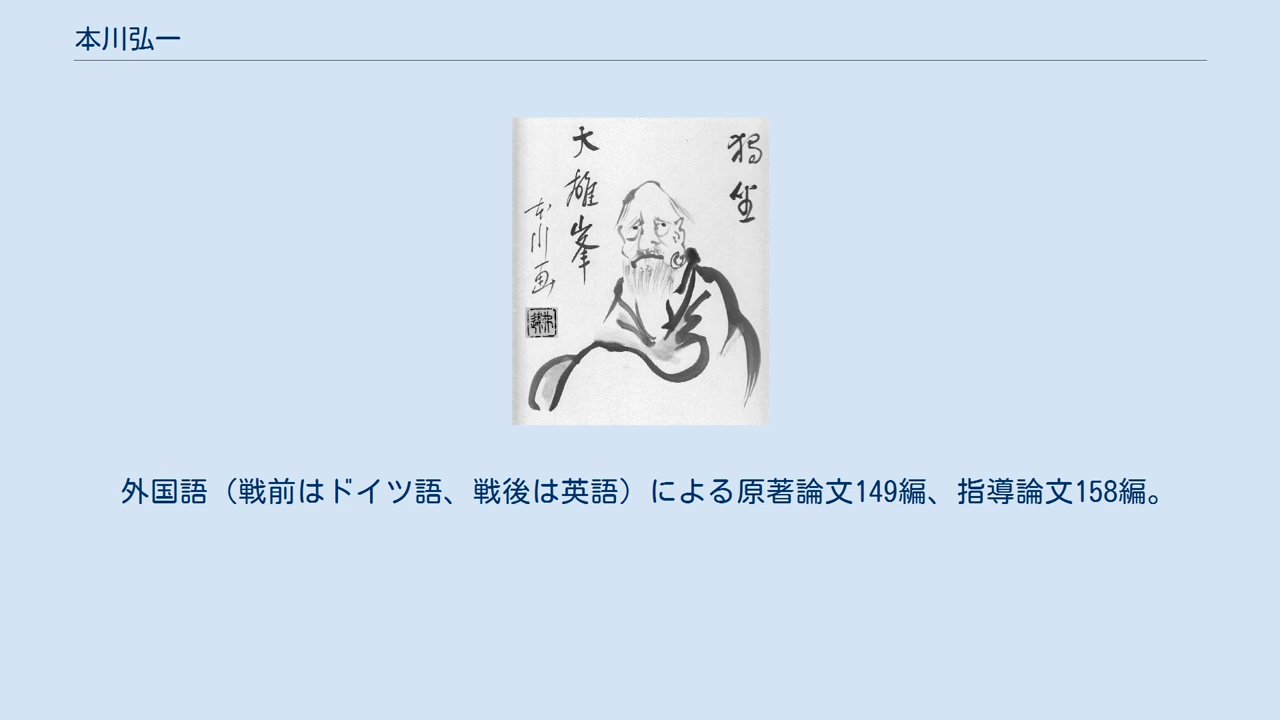 本川弘一
獨坐
大雄峯
本川画
外国語（戦前はドイツ語、戦後は英語）による原著論文149編、指導論文158編。